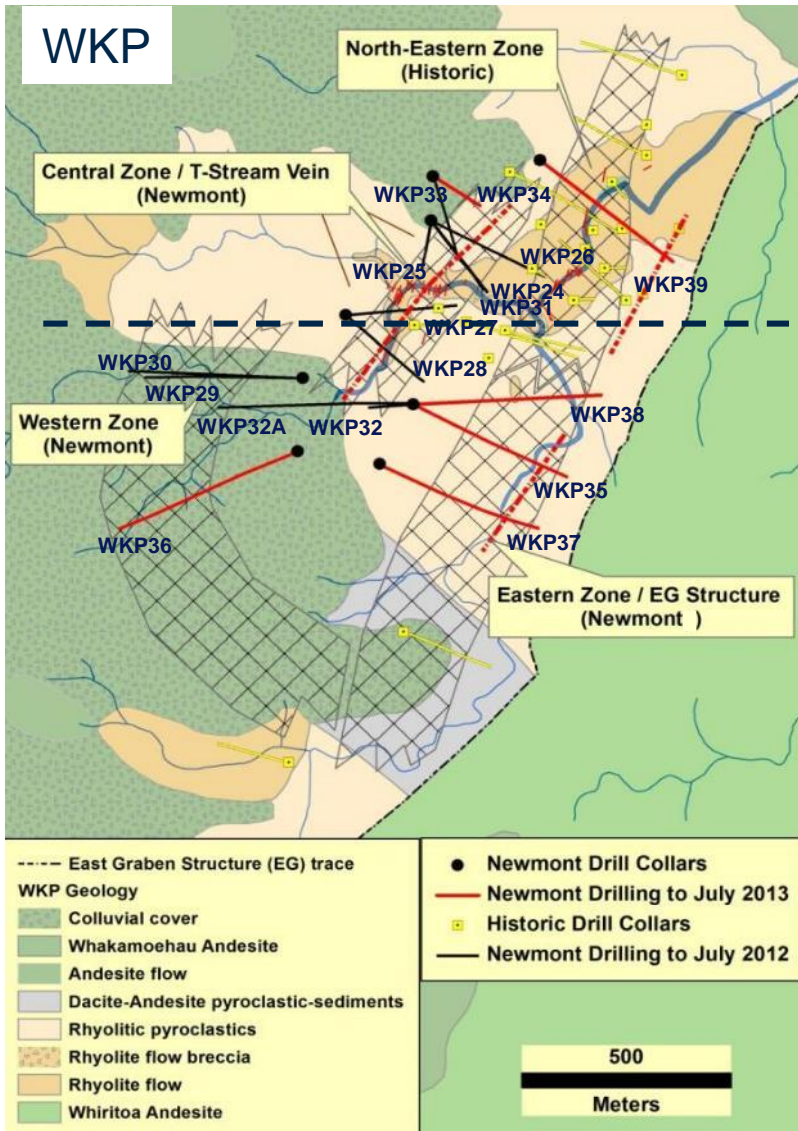 WKP
North-Eastern Zone
(Historic)
Central Zone / T-Stream Vein
(Newmont)
WKP33
WKP34
WKP25
WKP26
WKP24
WKP31
WKP39
WKP27
WKP30
WKP28
WKP29
Western Zone
(Newmont)
WKP32A
WKP32
WKP38
WKP35
WKP36
WKP37
Eastern Zone / EG Structure
(Newmont )
East Graben Structure (EG) trace
WKP Geology
Colluvial cover
Whakamoehau Andesite
Andesite flow
Dacite-Andesite pyroclastic-sediments
Rhyolitic pyroclastics
Rhyolite flow breccia
Rhyolite flow
Whiritoa Andesite
Newmont Drill Collars
Newmont Drilling to July 2013
Historic Drill Collars
Newmont Drilling to July 2012
500
Meters